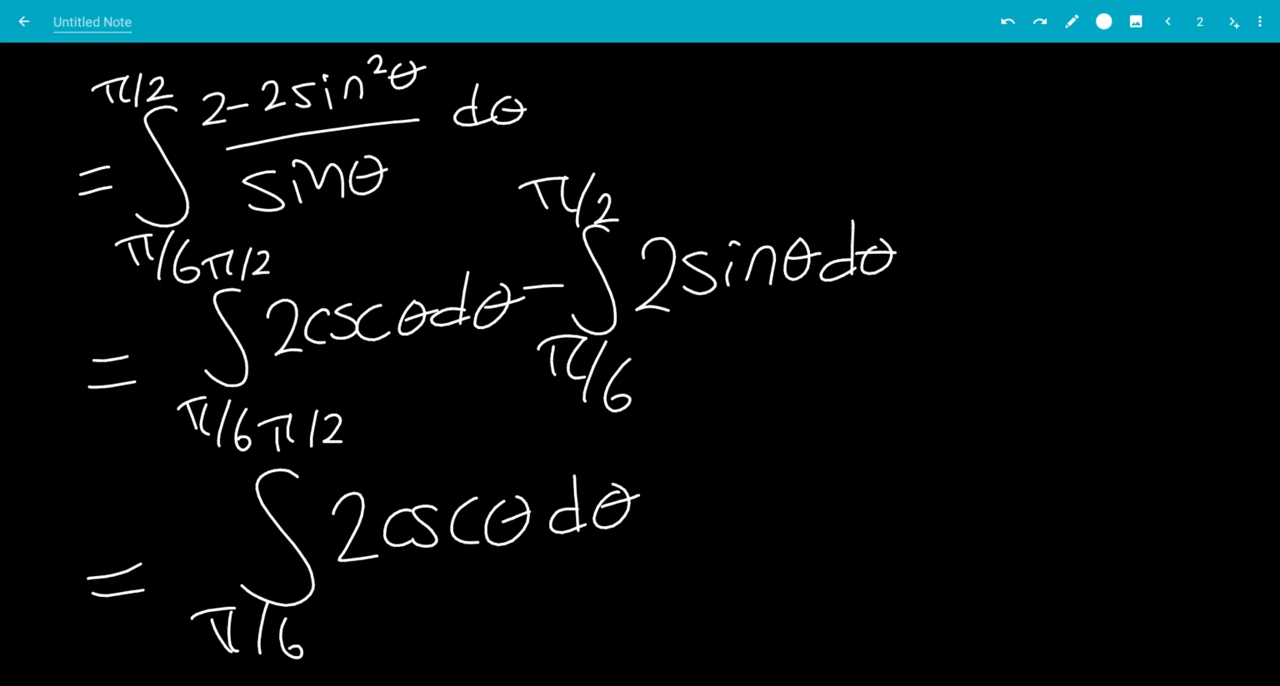 Untitled Note
2
π/2
= ∫ (2-2sin²θ)/(sinθ) dθ
π/6
π/2 π/2
= ∫ 2cscθdθ - ∫ 2sinθdθ
π/6 π/6
π/2
= ∫ 2cscθ dθ
π/6